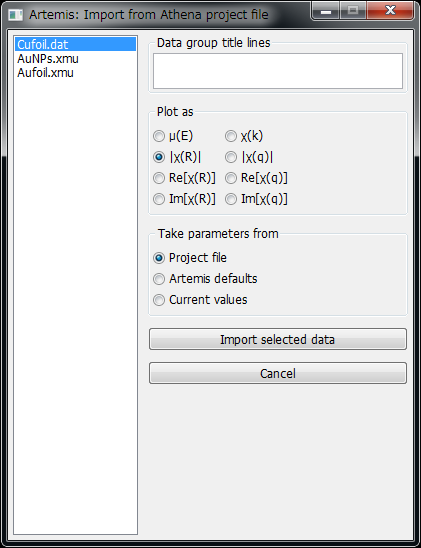 Artemis: Import from Athena project file
Cufoil.dat
AuNPs.xmu
Aufoil.xmu
Data group title lines
Plot as
μ(E)
χ(k)
|χ(R)|
|χ(q)|
Re[χ(R)]
Re[χ(q)]
Im[χ(R)]
Im[χ(q)]
Take parameters from
Project file
Artemis defaults
Current values
Import selected data
Cancel